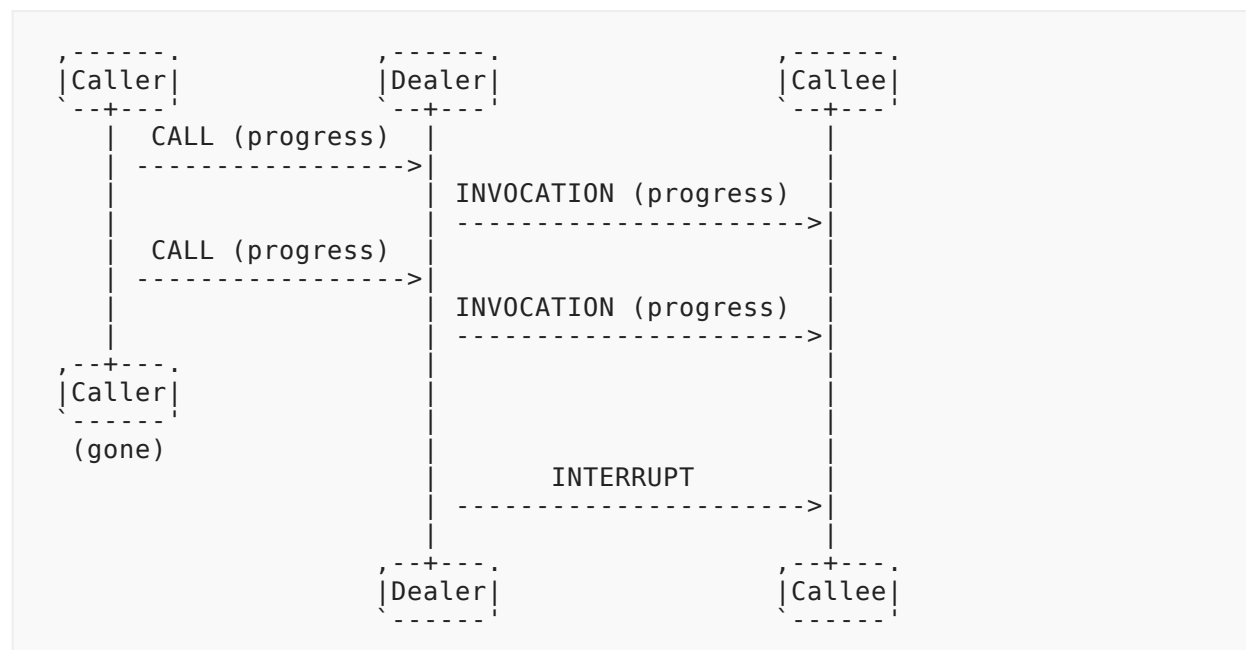 Caller Dealer Callee
CALL (progress)
INVOCATION (progress)
CALL (progress)
INVOCATION (progress)
Caller
(gone)
INTERRUPT
Dealer Callee